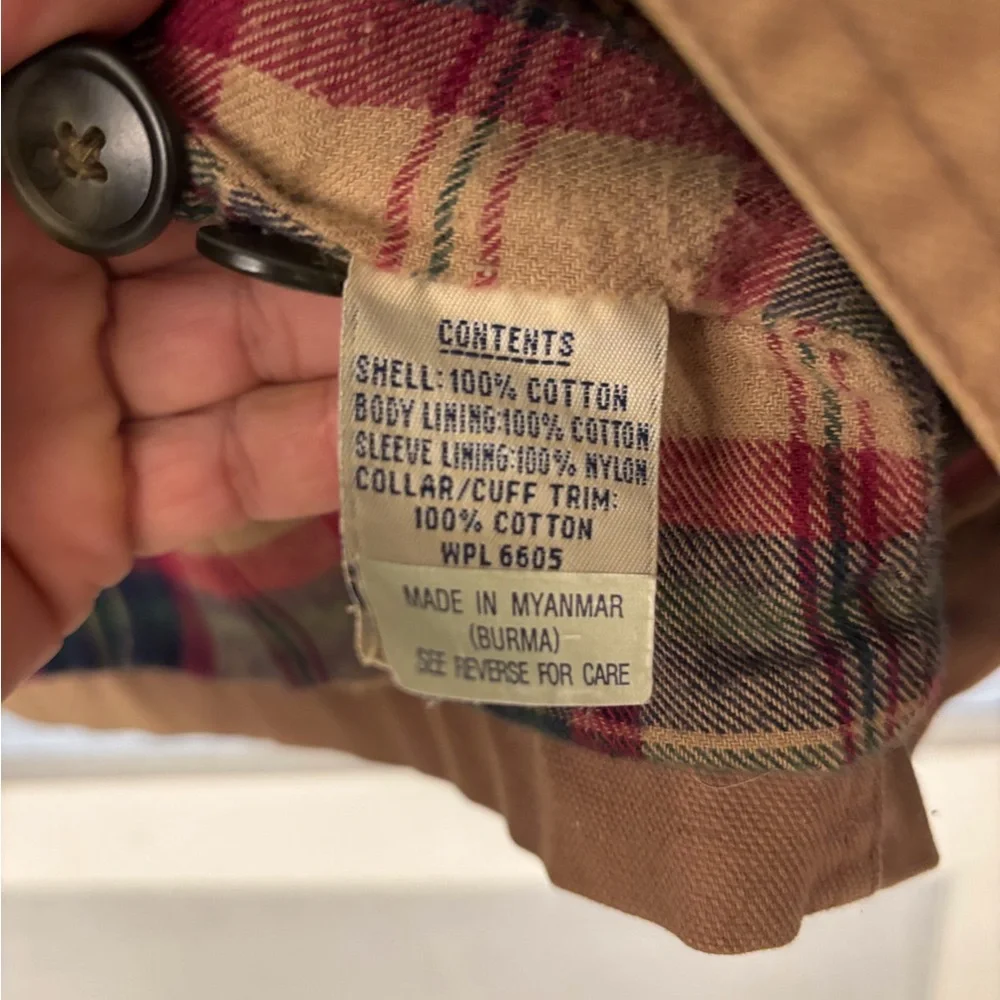 CONTENTS
SHELL: 100% COTTON
BODY LINING:100% COTTON
SLEEVE LINING:100% NYLON
COLLAR/CUFF TRIM:
100% COTTON
WPL 6605
MADE IN MYANMAR
(BURMA)
SEE REVERSE FOR CARE